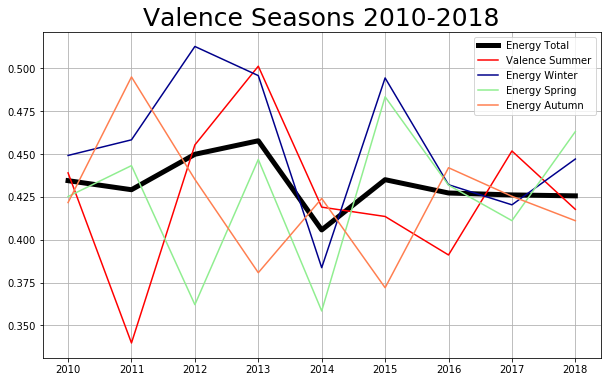 Valence Seasons 2010-2018
Energy Total
Valence Summer
Energy Winter
Energy Spring
Energy Autumn
0.500
0.475
0.450
0.425
0.400
0.375
0.350
2010 2011 2012 2013 2014 2015 2016 2017 2018